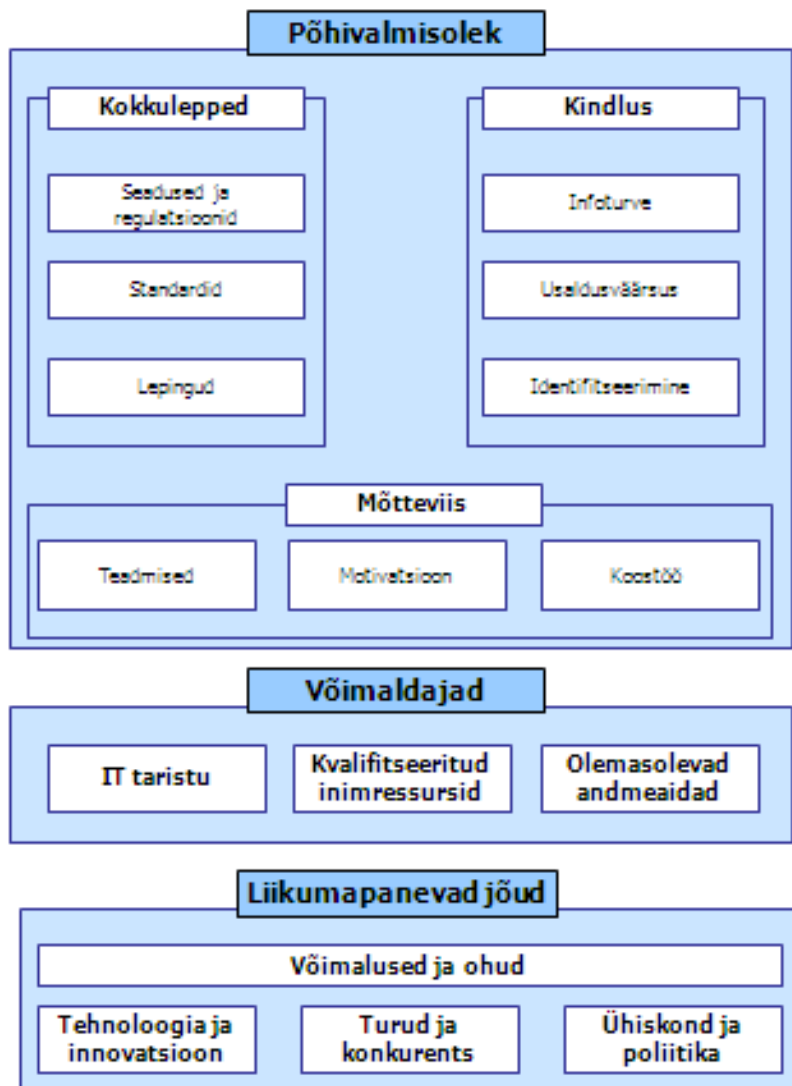 Põhivalmisolek
Kokkulepped
Seadused ja
regulatsioonid
Standardid
Lepingud
Kindlus
Infoturve
Usaldusväärsus
Identifitseerimine
Mõtteviis
Teadmised
Motivatsioon
Koostöö
Võimaldajad
IT taristu
Kvalifitseeritud
inimressursid
Olemasolevad
andmeaidad
Liikumapanevad jõud
Võimalused ja ohud
Tehnoloogia ja
innovatsioon
Turud ja
konkurents
Ühiskond ja
poliitika